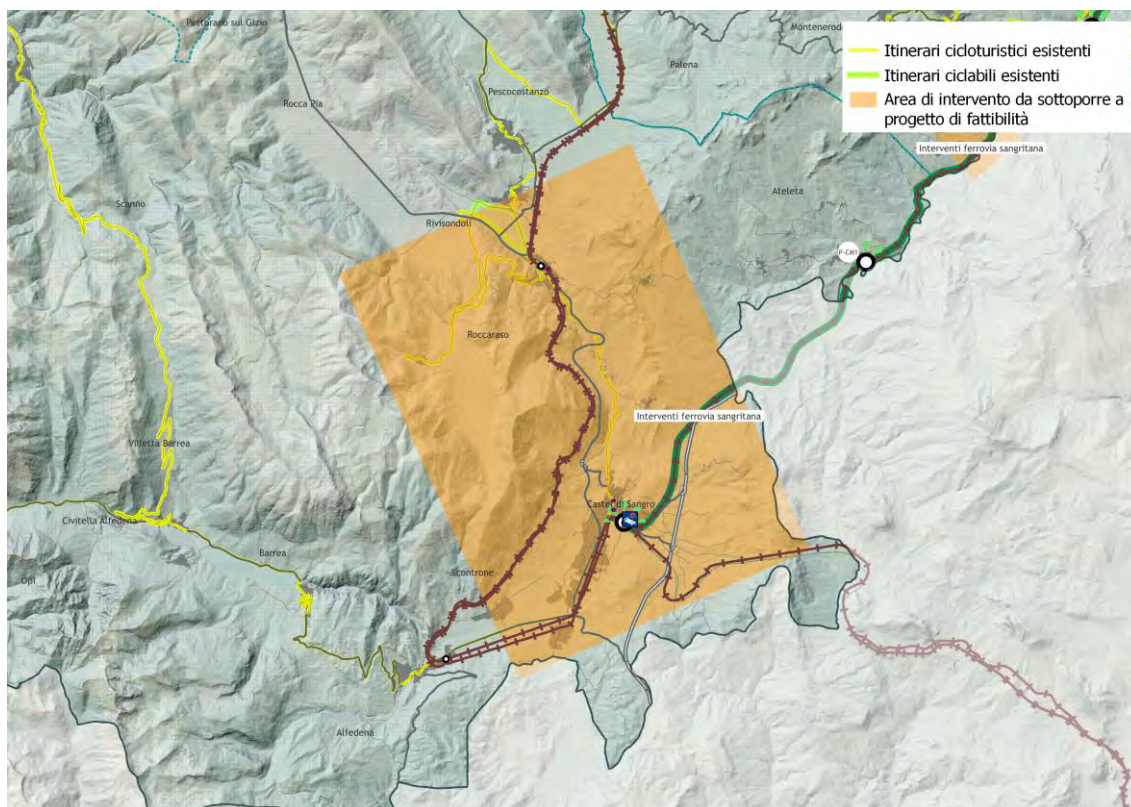 Pettorano sul Gizio
Montenerodo
Itinerari cicloturistici esistenti
Itinerari ciclabili esistenti
Area di intervento da sottoporre a
progetto di fattibilità
Palena
Pescocostanzo
Rocca Pia
Interventi ferrovia sangritana
Ateleta
Scanno
Rivisondoli
P-CM1
Roccaraso
Interventi ferrovia sangritana
Villetta Barrea
Castel di Sangro
Civitella Alfedena
Barrea
Opi
Scontrone
Alfedena